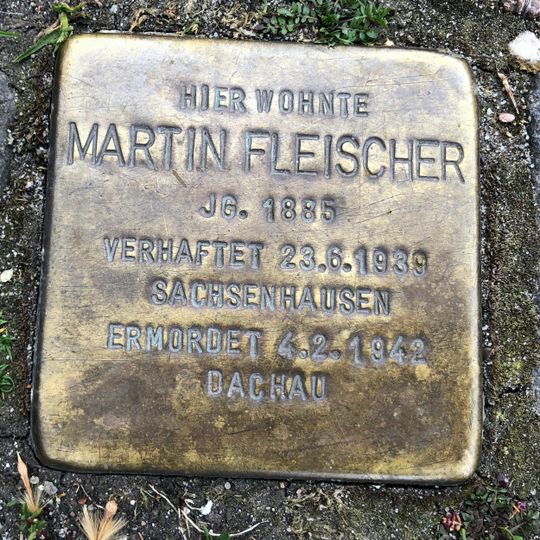 HIER WOHNTE
MARTIN FLEISCHER
JG. 1885
VERHAFTET 23.6.1939
SACHSENHAUSEN
ERMORDET 4.2.1942
DACHAU